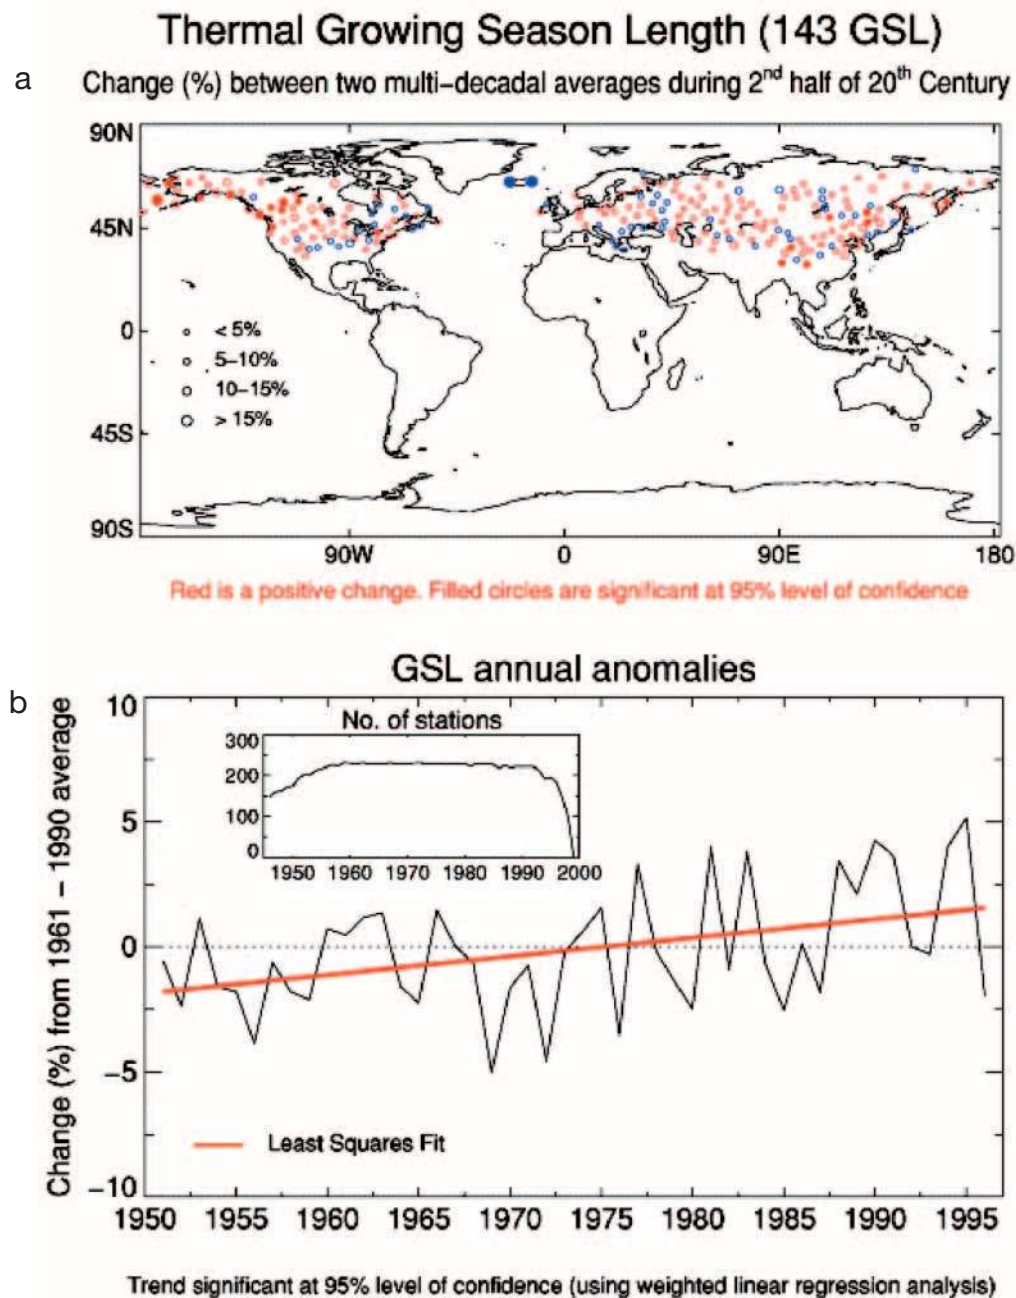 Thermal Growing Season Length (143 GSL)
a
Change (%) between two multi-decadal averages during 2nd half of 20th Century
90N
45N
0
45S
90S
< 5%
5-10%
10-15%
> 15%
90W 0 90E 180
Red is a positive change. Filled circles are significant at 95% level of confidence
GSL annual anomalies
b
Change (%) from 1961 - 1990 average
10
5
0
-5
-10
No. of stations
300
200
100
0
1950 1960 1970 1980 1990 2000
Least Squares Fit
1950 1955 1960 1965 1970 1975 1980 1985 1990 1995
Trend significant at 95% level of confidence (using weighted linear regression analysis)